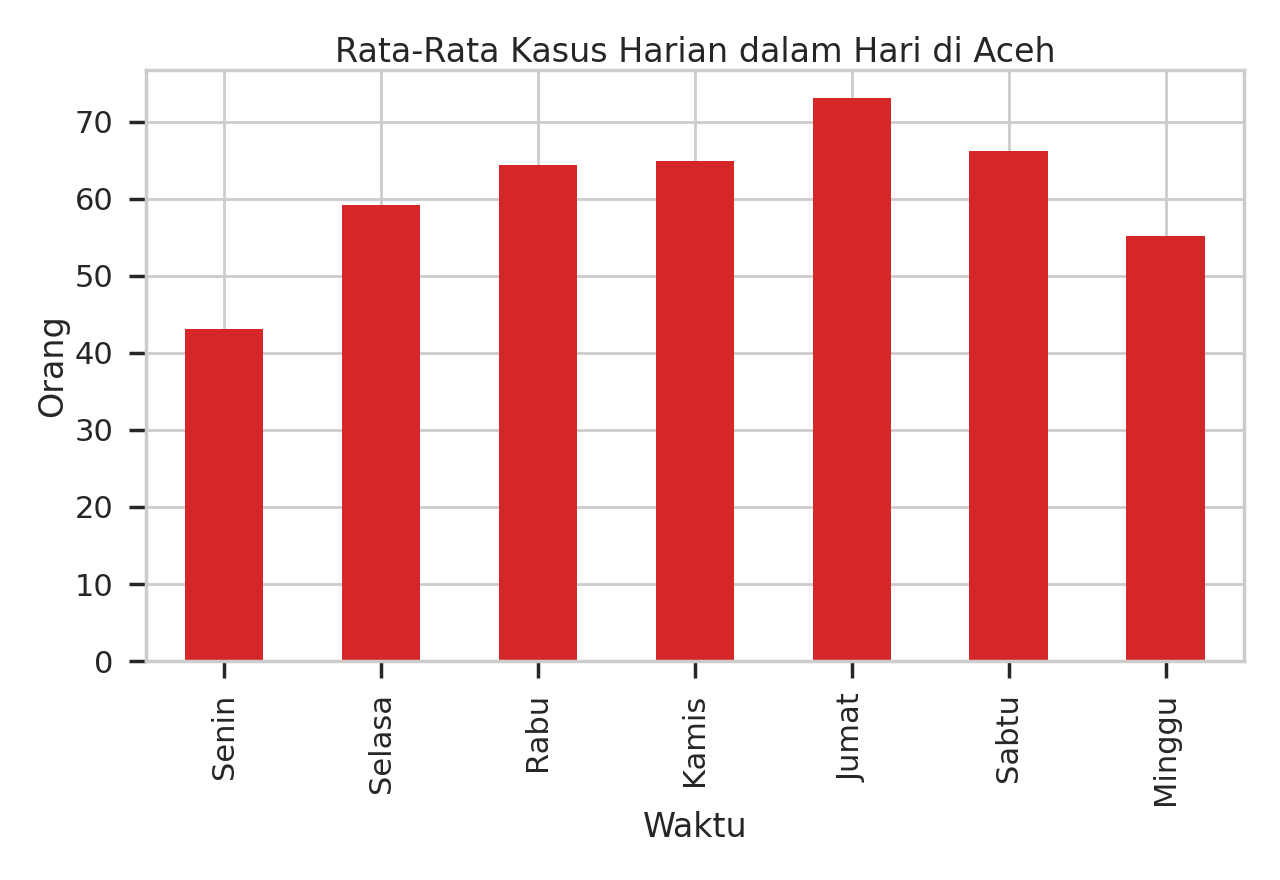 Rata-Rata Kasus Harian dalam Hari di Aceh
Orang
70
60
50
40
30
20
10
0
Senin
Selasa
Rabu
Kamis
Jumat
Sabtu
Minggu
Waktu